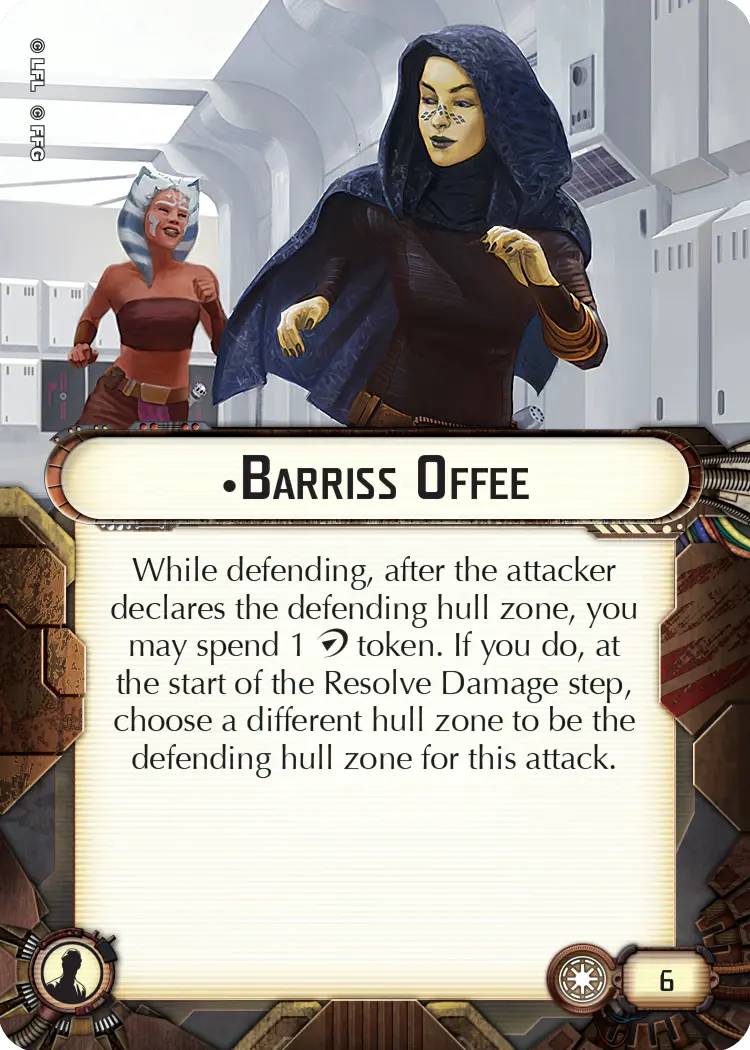 © LFL © FFG
•Barriss Offee
While defending, after the attacker
declares the defending hull zone, you
may spend 1 token. If you do, at
the start of the Resolve Damage step,
choose a different hull zone to be the
defending hull zone for this attack.
6